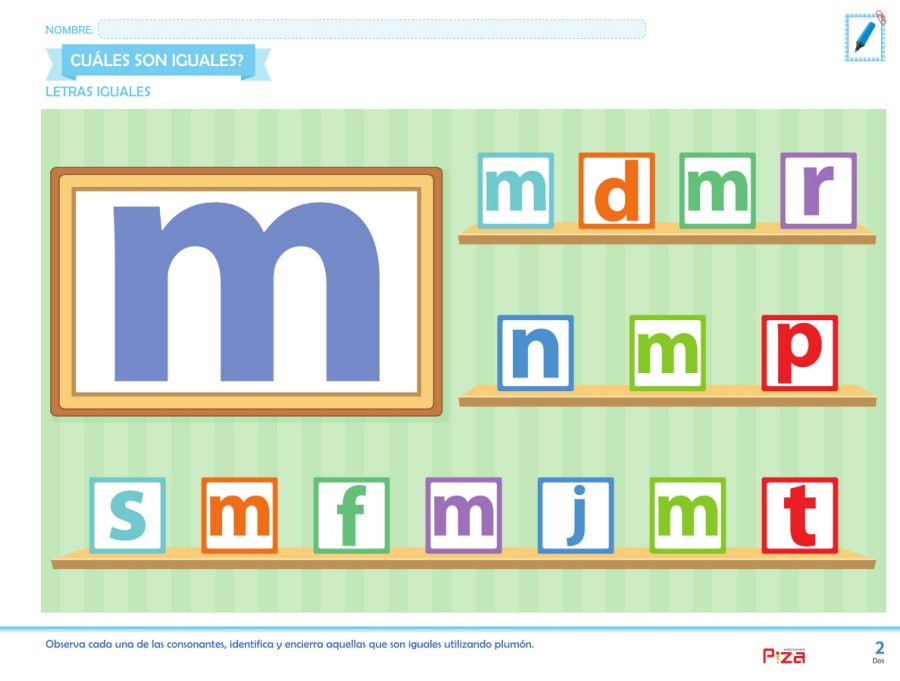 NOMBRE:
CUÁLES SON IGUALES?
LETRAS IGUALES
m
m d m r
n m p
s m f m j m t
Observa cada una de las consonantes, identifica y encierra aquellas que son iguales utilizando plumón.
ediciones
Piza
2
Dos